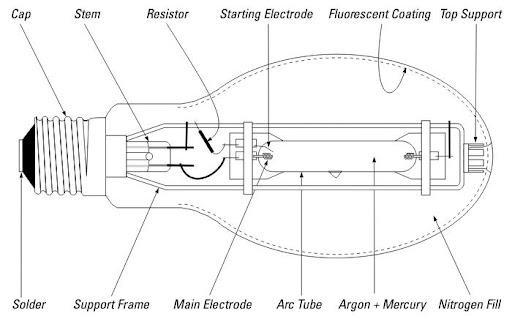 Cap
Stem
Resistor
Starting Electrode
Fluorescent Coating
Top Support
Solder
Support Frame
Main Electrode
Arc Tube
Argon + Mercury
Nitrogen Fill